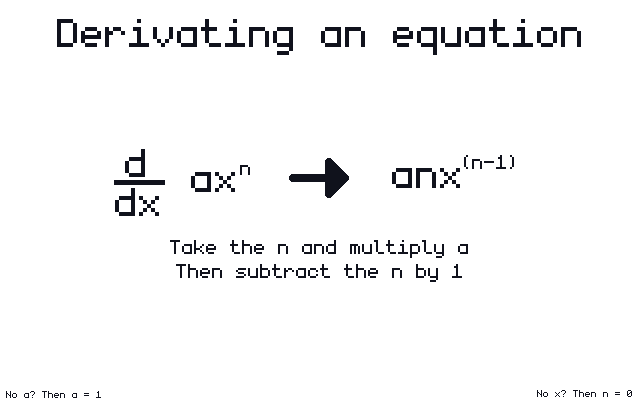 Derivating an equation
d/dx axⁿ → anx⁽ⁿ⁻¹⁾
Take the n and multiply a
Then subtract the n by 1
No a? Then a = 1
No x? Then n = 0